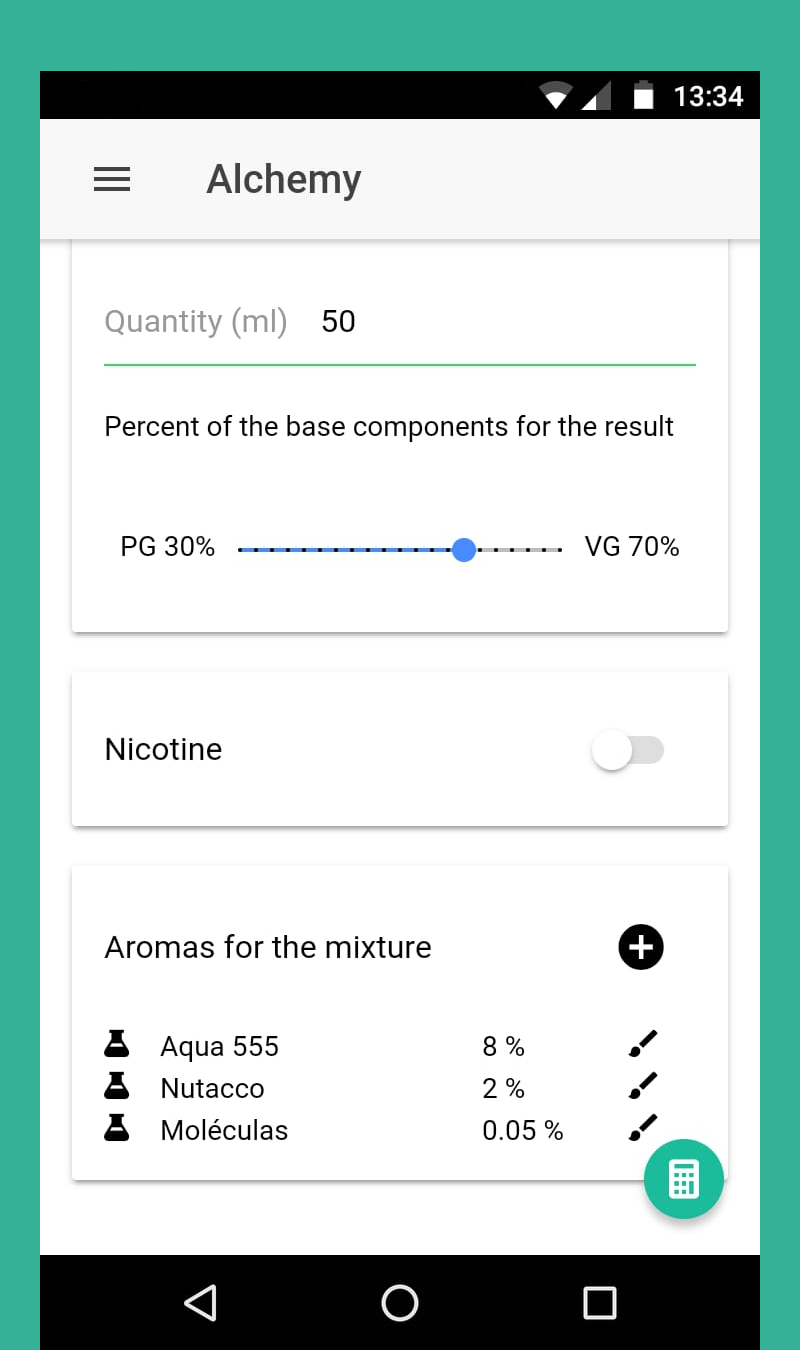 13:34
Alchemy
Quantity (ml) 50
Percent of the base components for the result
PG 30% VG 70%
Nicotine
Aromas for the mixture
Aqua 555 8 %
Nutacco 2 %
Moléculas 0.05 %